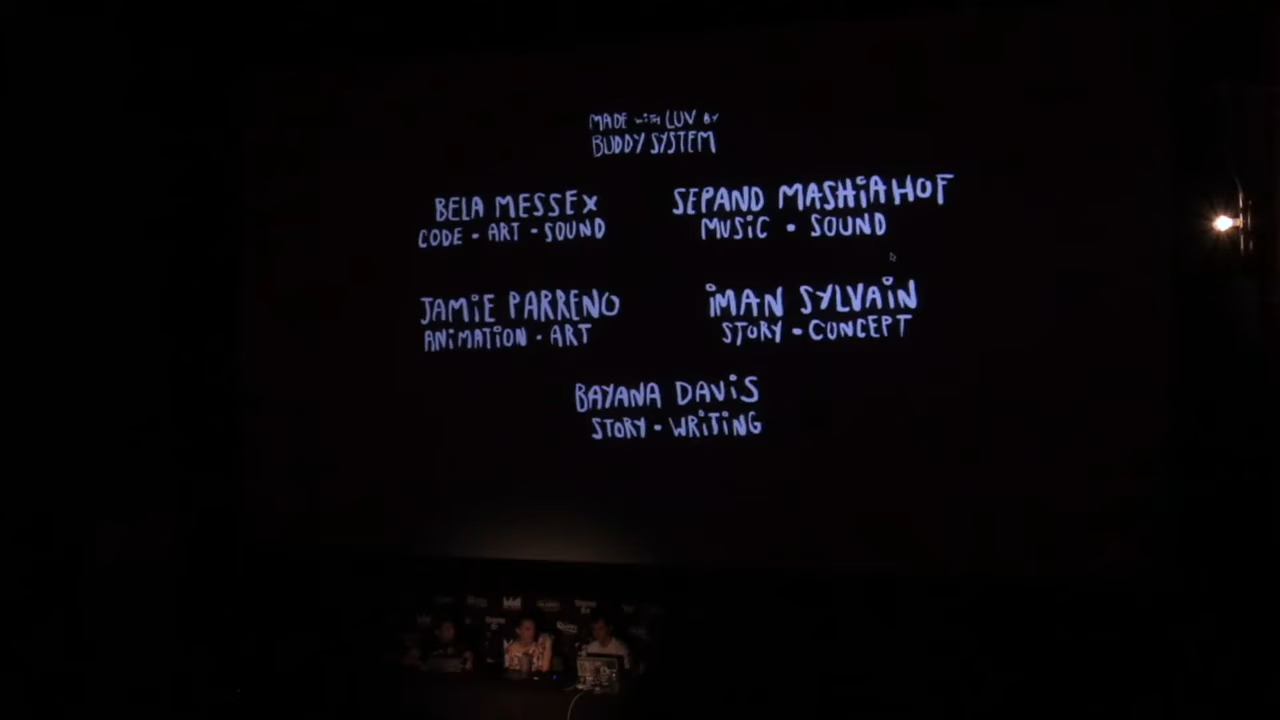 MADE WiTH LUV BY
BUDDY SYSTEM
BELA MESSEX
CODE - ART - SOUND
SEPAND MASHiAHOF
MUSiC - SOUND
JAMiE PARRENO
ANiMATiON - ART
iMAN SYLVAiN
STORY - CONCEPT
BAYANA DAViS
STORY - WRiTiNG